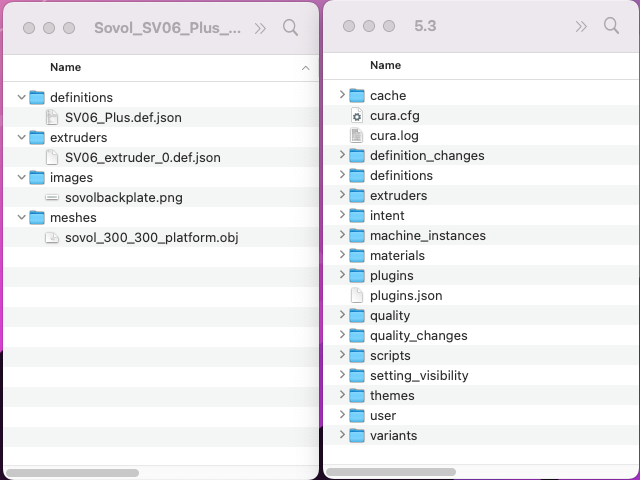 Sovol_SV06_Plus_...
Name
definitions
SV06_Plus.def.json
extruders
SV06_extruder_0.def.json
images
sovolbackplate.png
meshes
sovol_300_300_platform.obj
5.3
Name
cache
cura.cfg
cura.log
definition_changes
definitions
extruders
intent
machine_instances
materials
plugins
plugins.json
quality
quality_changes
scripts
setting_visibility
themes
user
variants